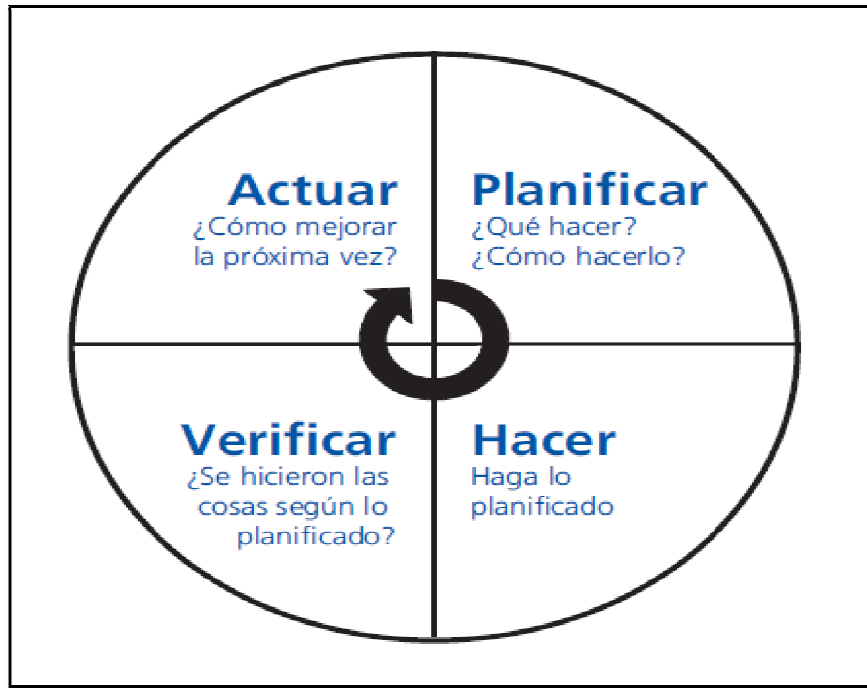 Actuar
¿Cómo mejorar
la próxima vez?
Planificar
¿Qué hacer?
¿Cómo hacerlo?
Verificar
¿Se hicieron las
cosas según lo
planificado?
Hacer
Haga lo
planificado